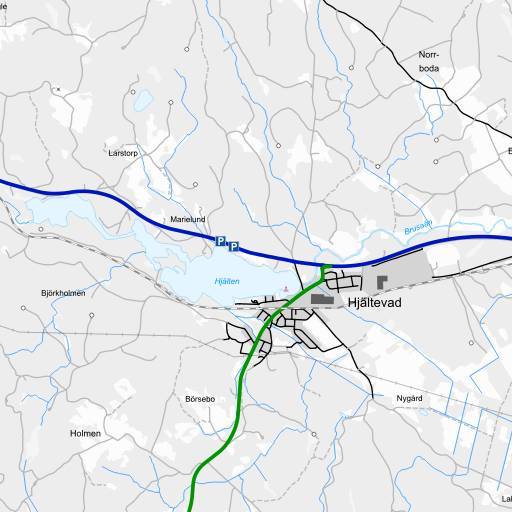 Norr-
boda
Larstorp
Marielund
P
P
Brusaån
Hjälten
Björkholmen
Hjältevad
Börsebo
Nygård
Holmen